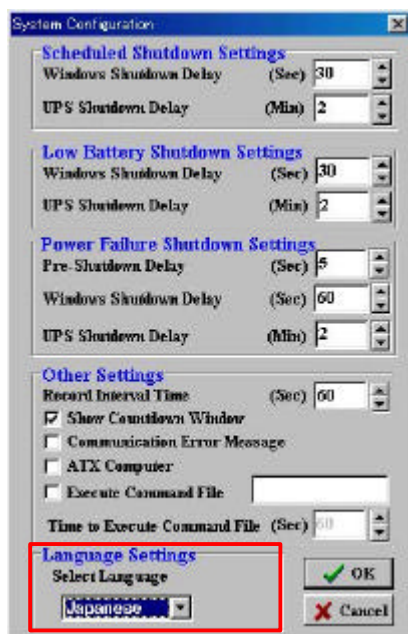 System Configuration
Scheduled Shutdown Settings
Windows Shutdown Delay (Sec) 30
UPS Shutdown Delay (Min) 2
Low Battery Shutdown Settings
Windows Shutdown Delay (Sec) 30
UPS Shutdown Delay (Min) 2
Power Failure Shutdown Settings
Pre-Shutdown Delay (Sec) 5
Windows Shutdown Delay (Sec) 60
UPS Shutdown Delay (Min) 2
Other Settings
Record Interval Time (Sec) 60
Show Countdown Window
Communication Error Message
ATX Computer
Execute Command File
Time to Execute Command File (Sec) 60
Language Settings
Select Language
Japanese
OK
Cancel